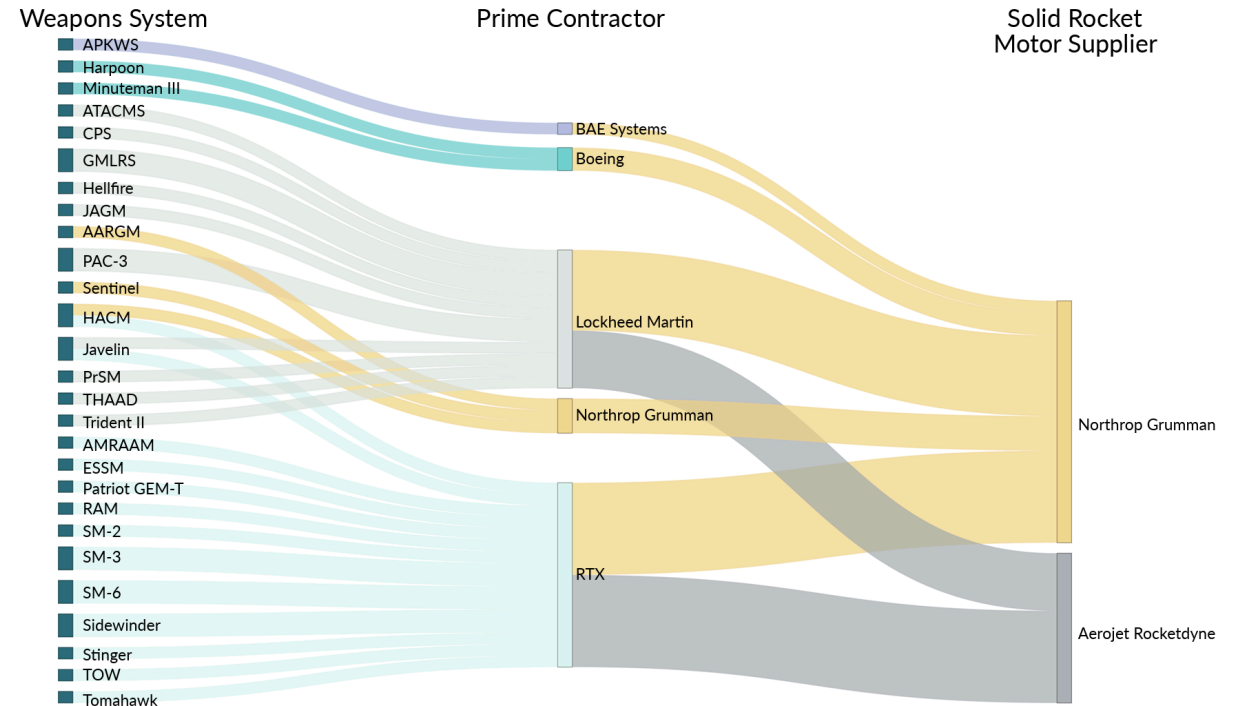 Weapons System
Prime Contractor
Solid Rocket
Motor Supplier
APKWS
Harpoon
Minuteman III
ATACMS
CPS
GMLRS
Hellfire
JAGM
AARGM
PAC-3
Sentinel
HACM
Javelin
PrSM
THAAD
Trident II
AMRAAM
ESSM
Patriot GEM-T
RAM
SM-2
SM-3
SM-6
Sidewinder
Stinger
TOW
Tomahawk
BAE Systems
Boeing
Lockheed Martin
Northrop Grumman
RTX
Northrop Grumman
Aerojet Rocketdyne